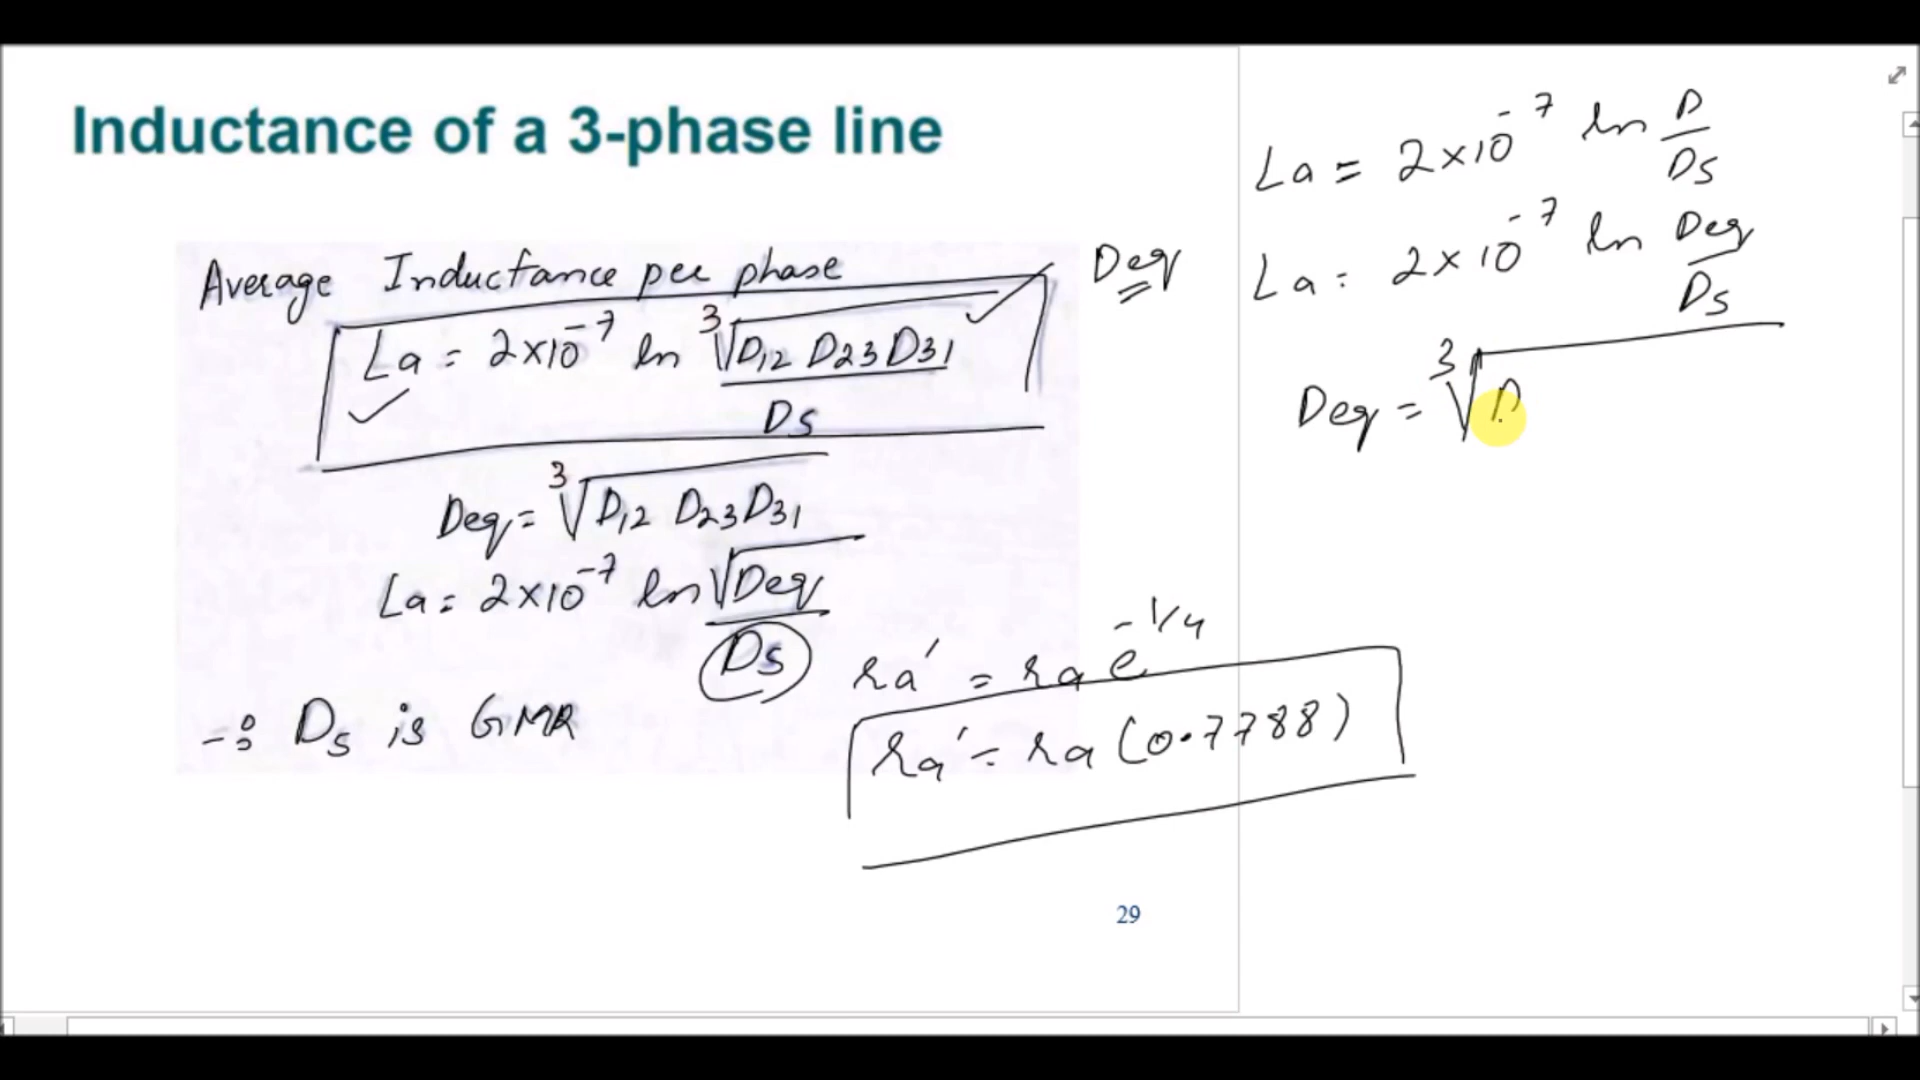 Inductance of a 3-phase line
Average Inductance per phase
La = 2×10⁻⁷ ln ∛(D12 D23 D31) / Ds
Deq = ∛(D12 D23 D31)
La = 2×10⁻⁷ ln √Deq / Ds
∴ Ds is GMR
Deq
ra' = ra e^-1/4
ra' = ra (0.7788)
29
La = 2×10⁻⁷ ln D / Ds
La = 2×10⁻⁷ ln Deq / Ds
Deq = ∛D